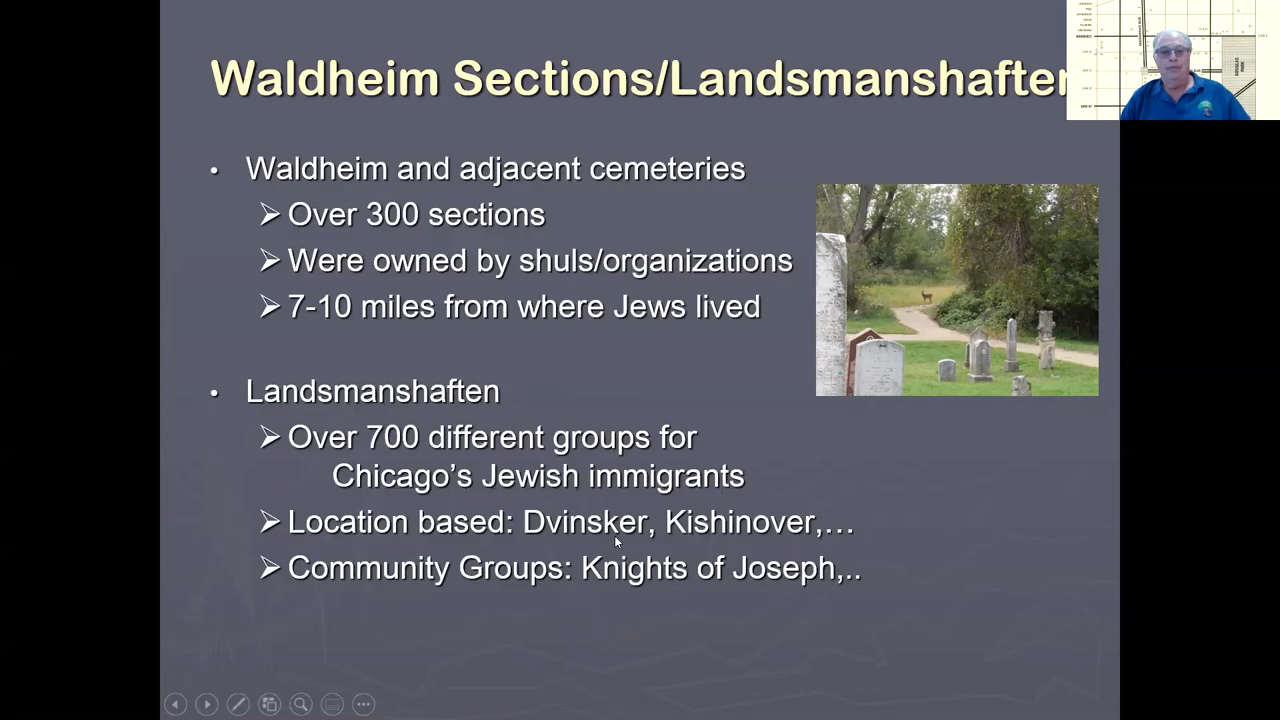 Waldheim Sections/Landsmanshaften
• Waldheim and adjacent cemeteries
➢ Over 300 sections
➢ Were owned by shuls/organizations
➢ 7-10 miles from where Jews lived
• Landsmanshaften
➢ Over 700 different groups for
Chicago’s Jewish immigrants
➢ Location based: Dvinsker, Kishinover,…
➢ Community Groups: Knights of Joseph,..
DOUGLAS
PARK